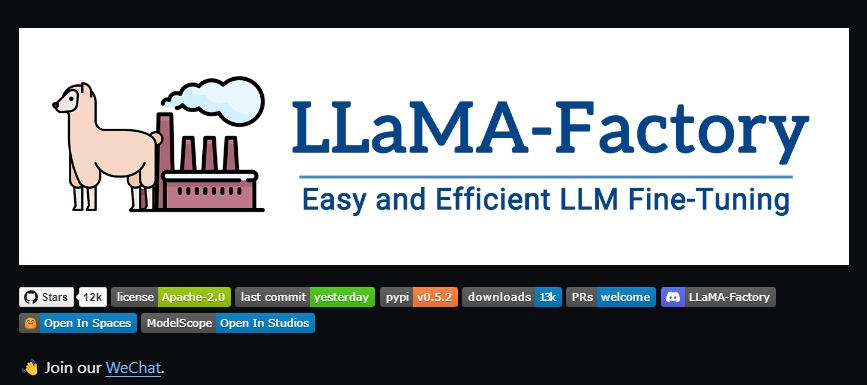 LLaMA-Factory
Easy and Efficient LLM Fine-Tuning
Stars 12k license Apache-2.0 last commit yesterday pypi v0.5.2 downloads 13k PRs welcome LLaMA-Factory
Open In Spaces ModelScope Open In Studios
Join our WeChat.